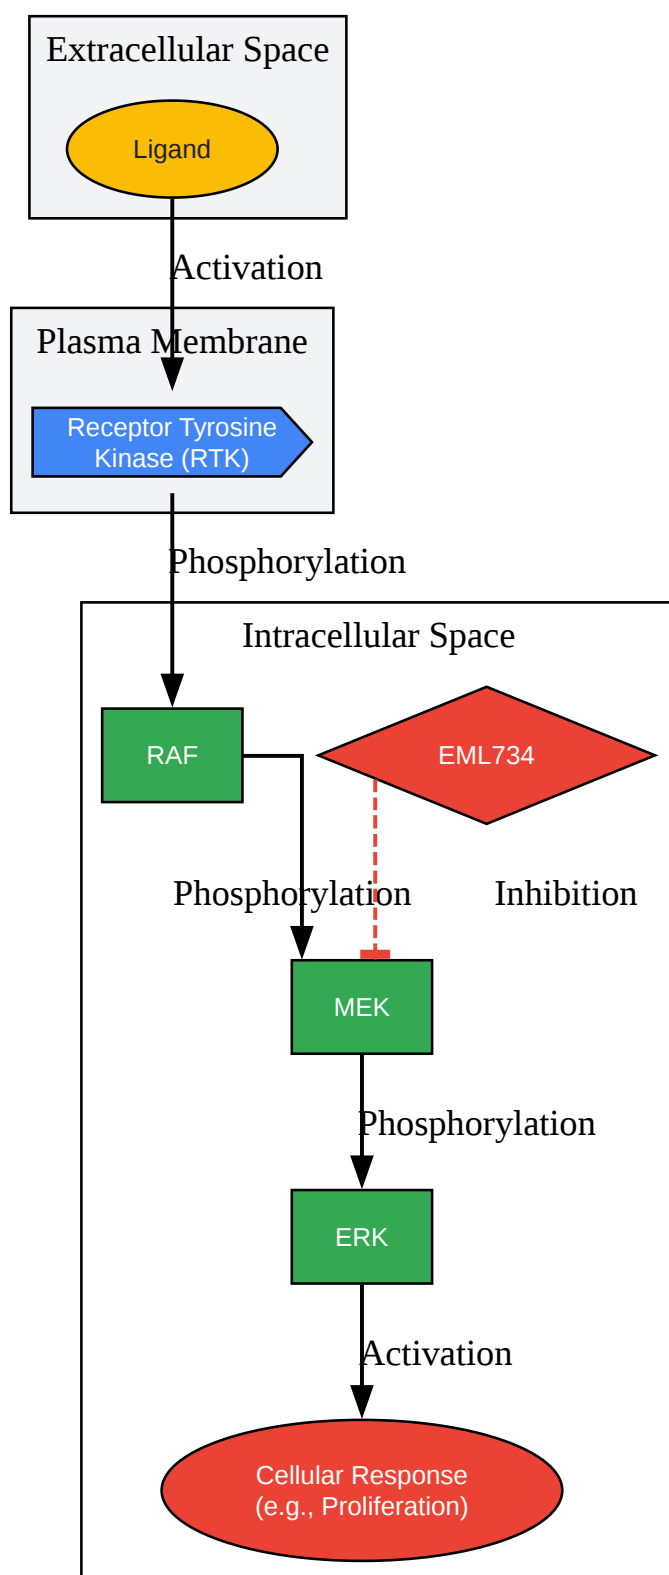 Extracellular Space
Ligand
Activation
Plasma Membrane
Receptor Tyrosine
Kinase (RTK)
Phosphorylation
Intracellular Space
RAF
EML734
Phosphorylation
Inhibition
MEK
Phosphorylation
ERK
Activation
Cellular Response
(e.g., Proliferation)